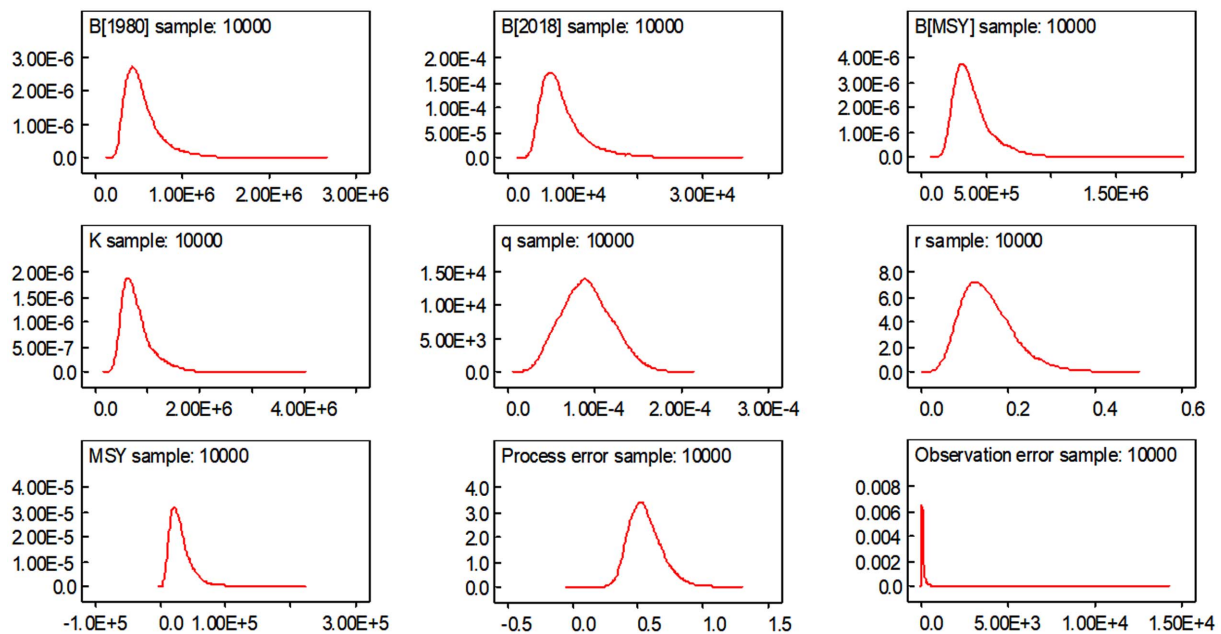 B[1980] sample: 10000
3.00E-6
2.00E-6
1.00E-6
0.0
0.0 1.00E+6 2.00E+6 3.00E+6
B[2018] sample: 10000
2.00E-4
1.50E-4
1.00E-4
5.00E-5
0.0
0.0 1.00E+4 3.00E+4
B[MSY] sample: 10000
4.00E-6
3.00E-6
2.00E-6
1.00E-6
0.0
0.0 5.00E+5 1.50E+6
K sample: 10000
2.00E-6
1.50E-6
1.00E-6
5.00E-7
0.0
0.0 2.00E+6 4.00E+6
q sample: 10000
1.50E+4
1.00E+4
5.00E+3
0.0
0.0 1.00E-4 2.00E-4 3.00E-4
r sample: 10000
8.0
6.0
4.0
2.0
0.0
0.0 0.2 0.4 0.6
MSY sample: 10000
4.00E-5
3.00E-5
2.00E-5
1.00E-5
0.0
-1.0E+5 0.0 1.00E+5 3.00E+5
Process error sample: 10000
4.0
3.0
2.0
1.0
0.0
-0.5 0.0 0.5 1.0 1.5
Observation error sample: 10000
0.008
0.006
0.004
0.002
0.0
0.0 5.00E+3 1.00E+4 1.50E+4